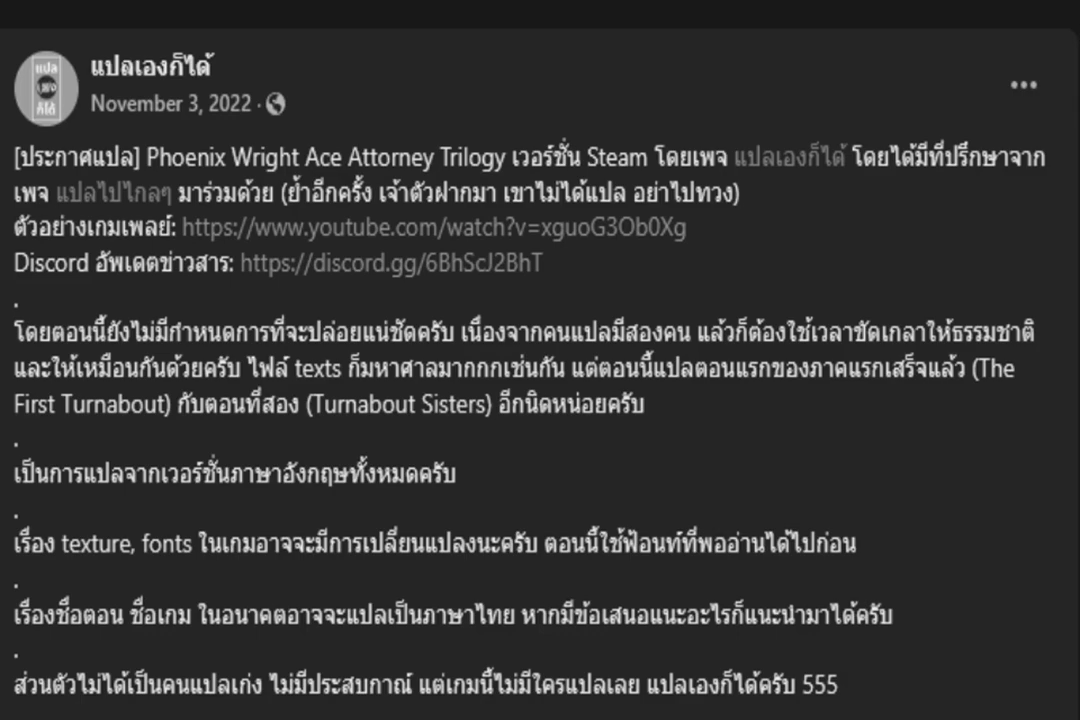 แปล
เอง
ก็ได้
แปลเองก็ได้
November 3, 2022 ·
[ประกาศแปล] Phoenix Wright Ace Attorney Trilogy เวอร์ชั่น Steam โดยเพจ แปลเองก็ได้ โดยได้มีที่ปรึกษาจาก
เพจ แปลไปไกลๆ มาร่วมด้วย (ย้ำอีกครั้ง เจ้าตัวฝากมา เขาไม่ได้แปล อย่าไปทวง)
ตัวอย่างเกมเพลย์: https://www.youtube.com/watch?v=xguoG3Ob0Xg
Discord อัพเดตข่าวสาร: https://discord.gg/6BhScJ2BhT
.
โดยตอนนี้ยังไม่มีกำหนดการที่จะปล่อยแน่ชัดครับ เนื่องจากคนแปลมีสองคน แล้วก็ต้องใช้เวลาขัดเกลาให้ธรรมชาติ
และให้เหมือนกันด้วยครับ ไฟล์ texts ก็มหาศาลมากกกเช่นกัน แต่ตอนนี้แปลตอนแรกของภาคแรกเสร็จแล้ว (The
First Turnabout) กับตอนที่สอง (Turnabout Sisters) อีกนิดหน่อยครับ
.
เป็นการแปลจากเวอร์ชั่นภาษาอังกฤษทั้งหมดครับ
.
เรื่อง texture, fonts ในเกมอาจจะมีการเปลี่ยนแปลงนะครับ ตอนนี้ใช้ฟ้อนท์ที่พออ่านได้ไปก่อน
.
เรื่องชื่อตอน ชื่อเกม ในอนาคตอาจจะแปลเป็นภาษาไทย หากมีข้อเสนอแนะอะไรก็แนะนำมาได้ครับ
.
ส่วนตัวไม่ได้เป็นคนแปลเก่ง ไม่มีประสบกาณ์ แต่เกมนี้ไม่มีใครแปลเลย แปลเองก็ได้ครับ 555